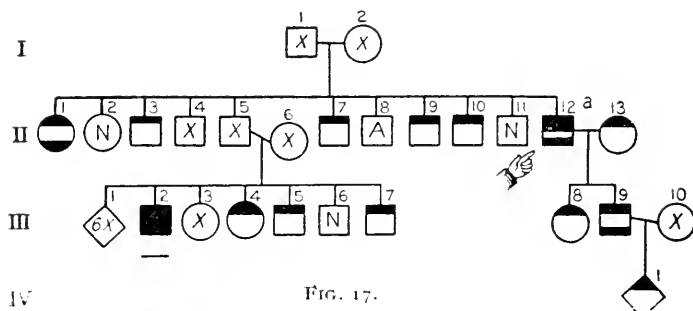 1 2
I X X
1 2 3 4 5 6 7 8 9 10 11 12 a 13
II N X X X A N
1 2 3 4 5 6 7 8 9 10
III 6X X N X
1
IV FIG. 17.